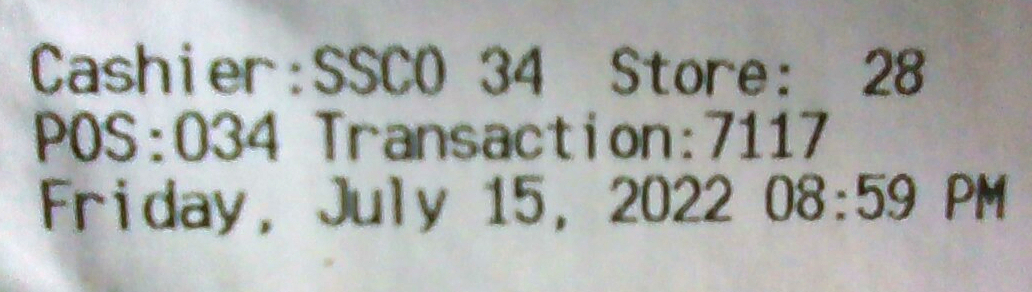 Cashier:SSCO 34 Store: 28
POS:034 Transaction:7117
Friday, July 15, 2022 08:59 PM